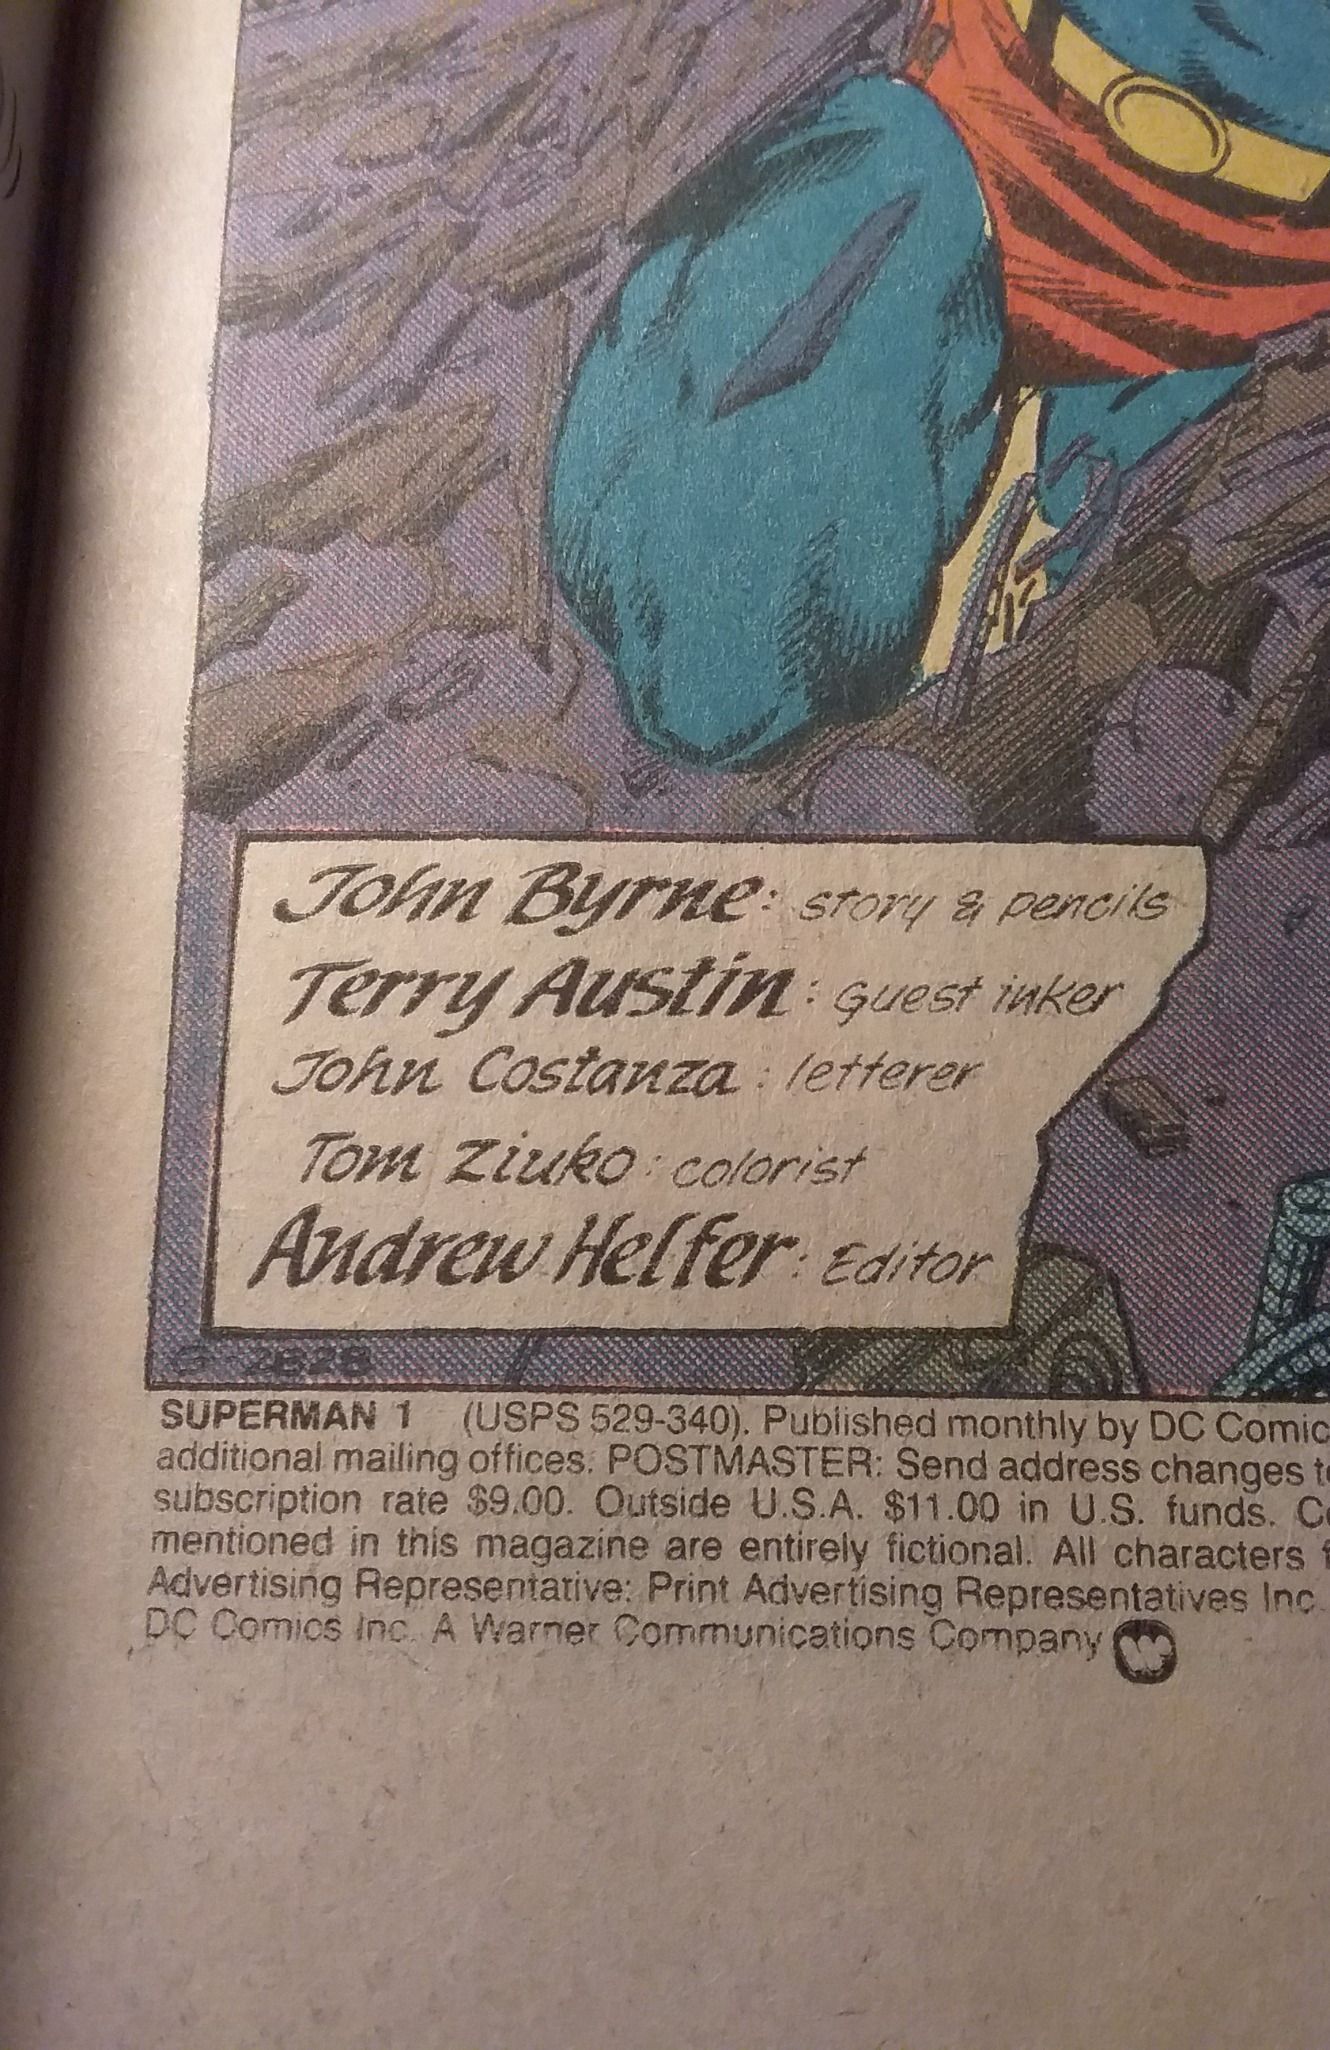 John Byrne: story & pencils
Terry Austin: guest inker
John Costanza: letterer
Tom Ziuko: colorist
Andrew Helfer: Editor
G-2828
SUPERMAN 1 (USPS 529-340). Published monthly by DC Comic
additional mailing offices. POSTMASTER: Send address changes to
subscription rate $9.00. Outside U.S.A. $11.00 in U.S. funds. Co
mentioned in this magazine are entirely fictional. All characters f
Advertising Representative: Print Advertising Representatives Inc.
DC Comics Inc. A Warner Communications Company